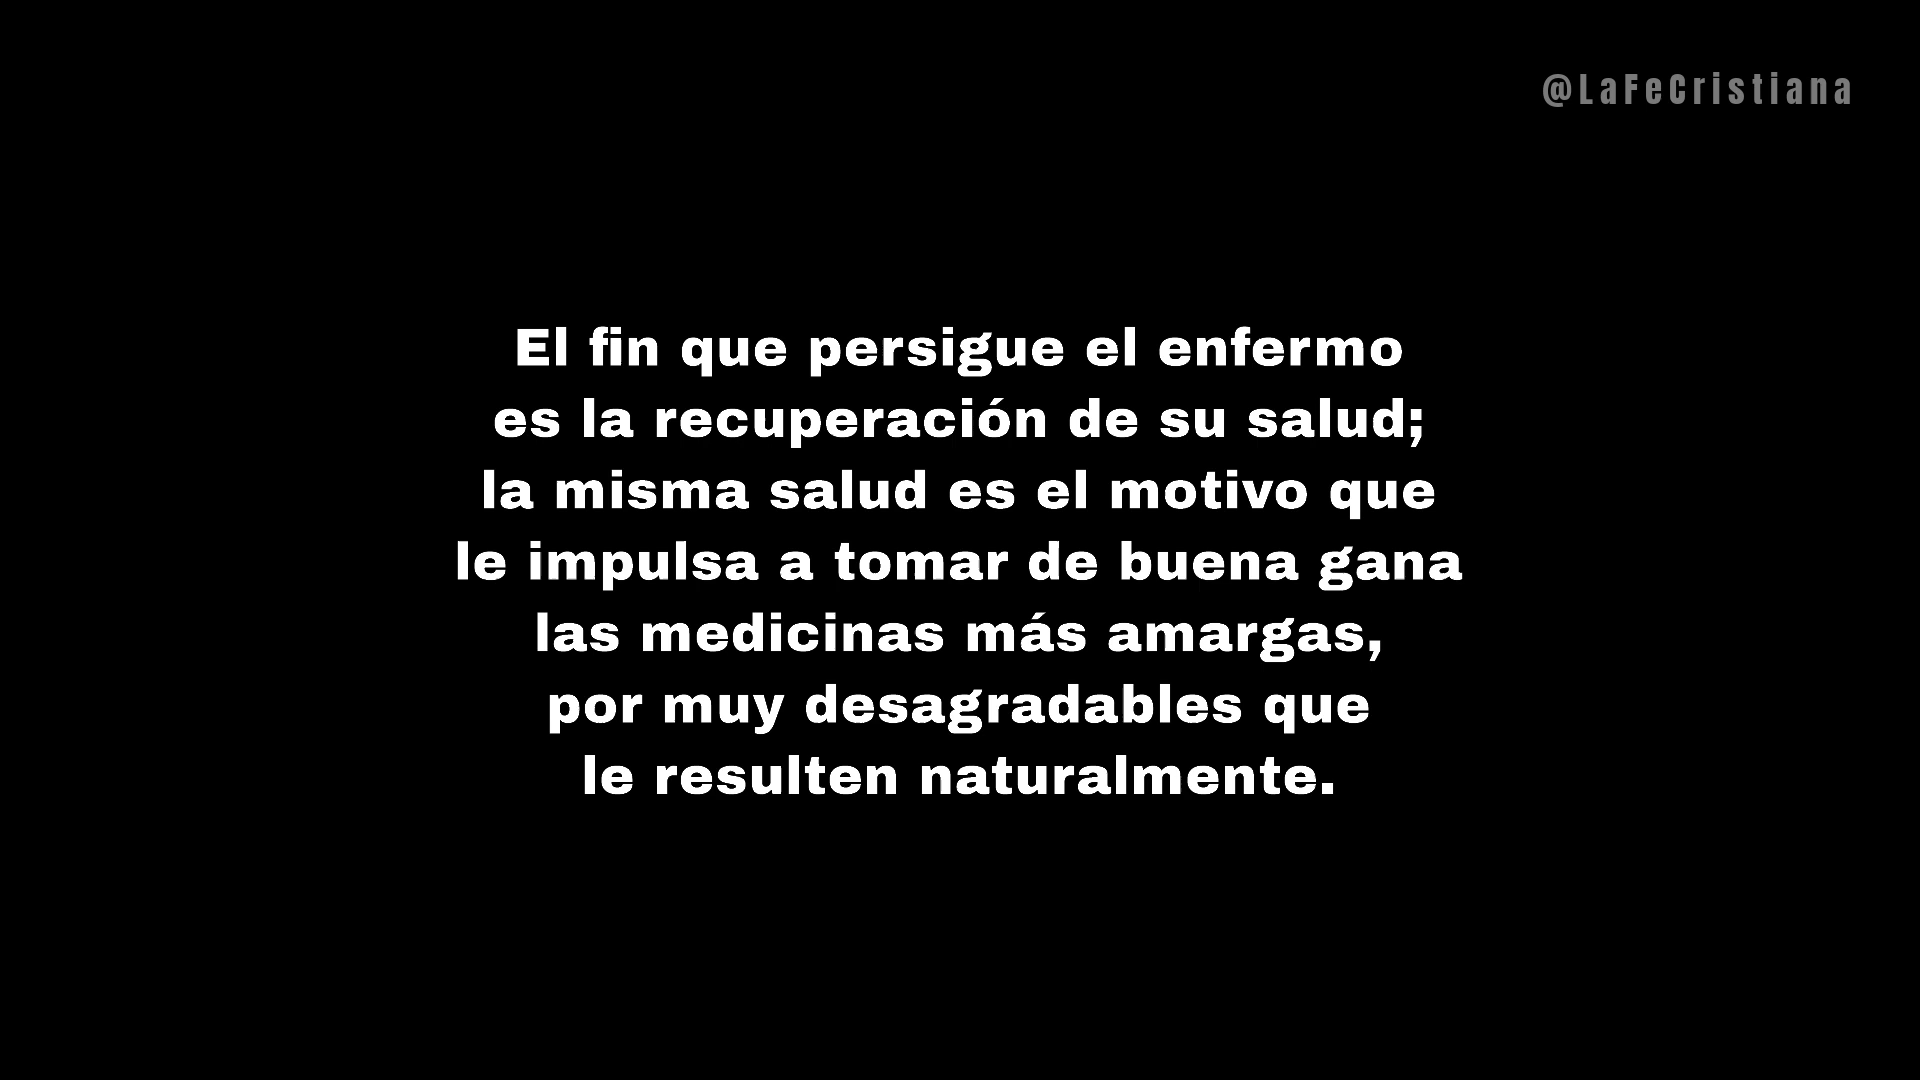 @LaFeCristiana
El fin que persigue el enfermo
es la recuperación de su salud;
la misma salud es el motivo que
le impulsa a tomar de buena gana
las medicinas más amargas,
por muy desagradables que
le resulten naturalmente.